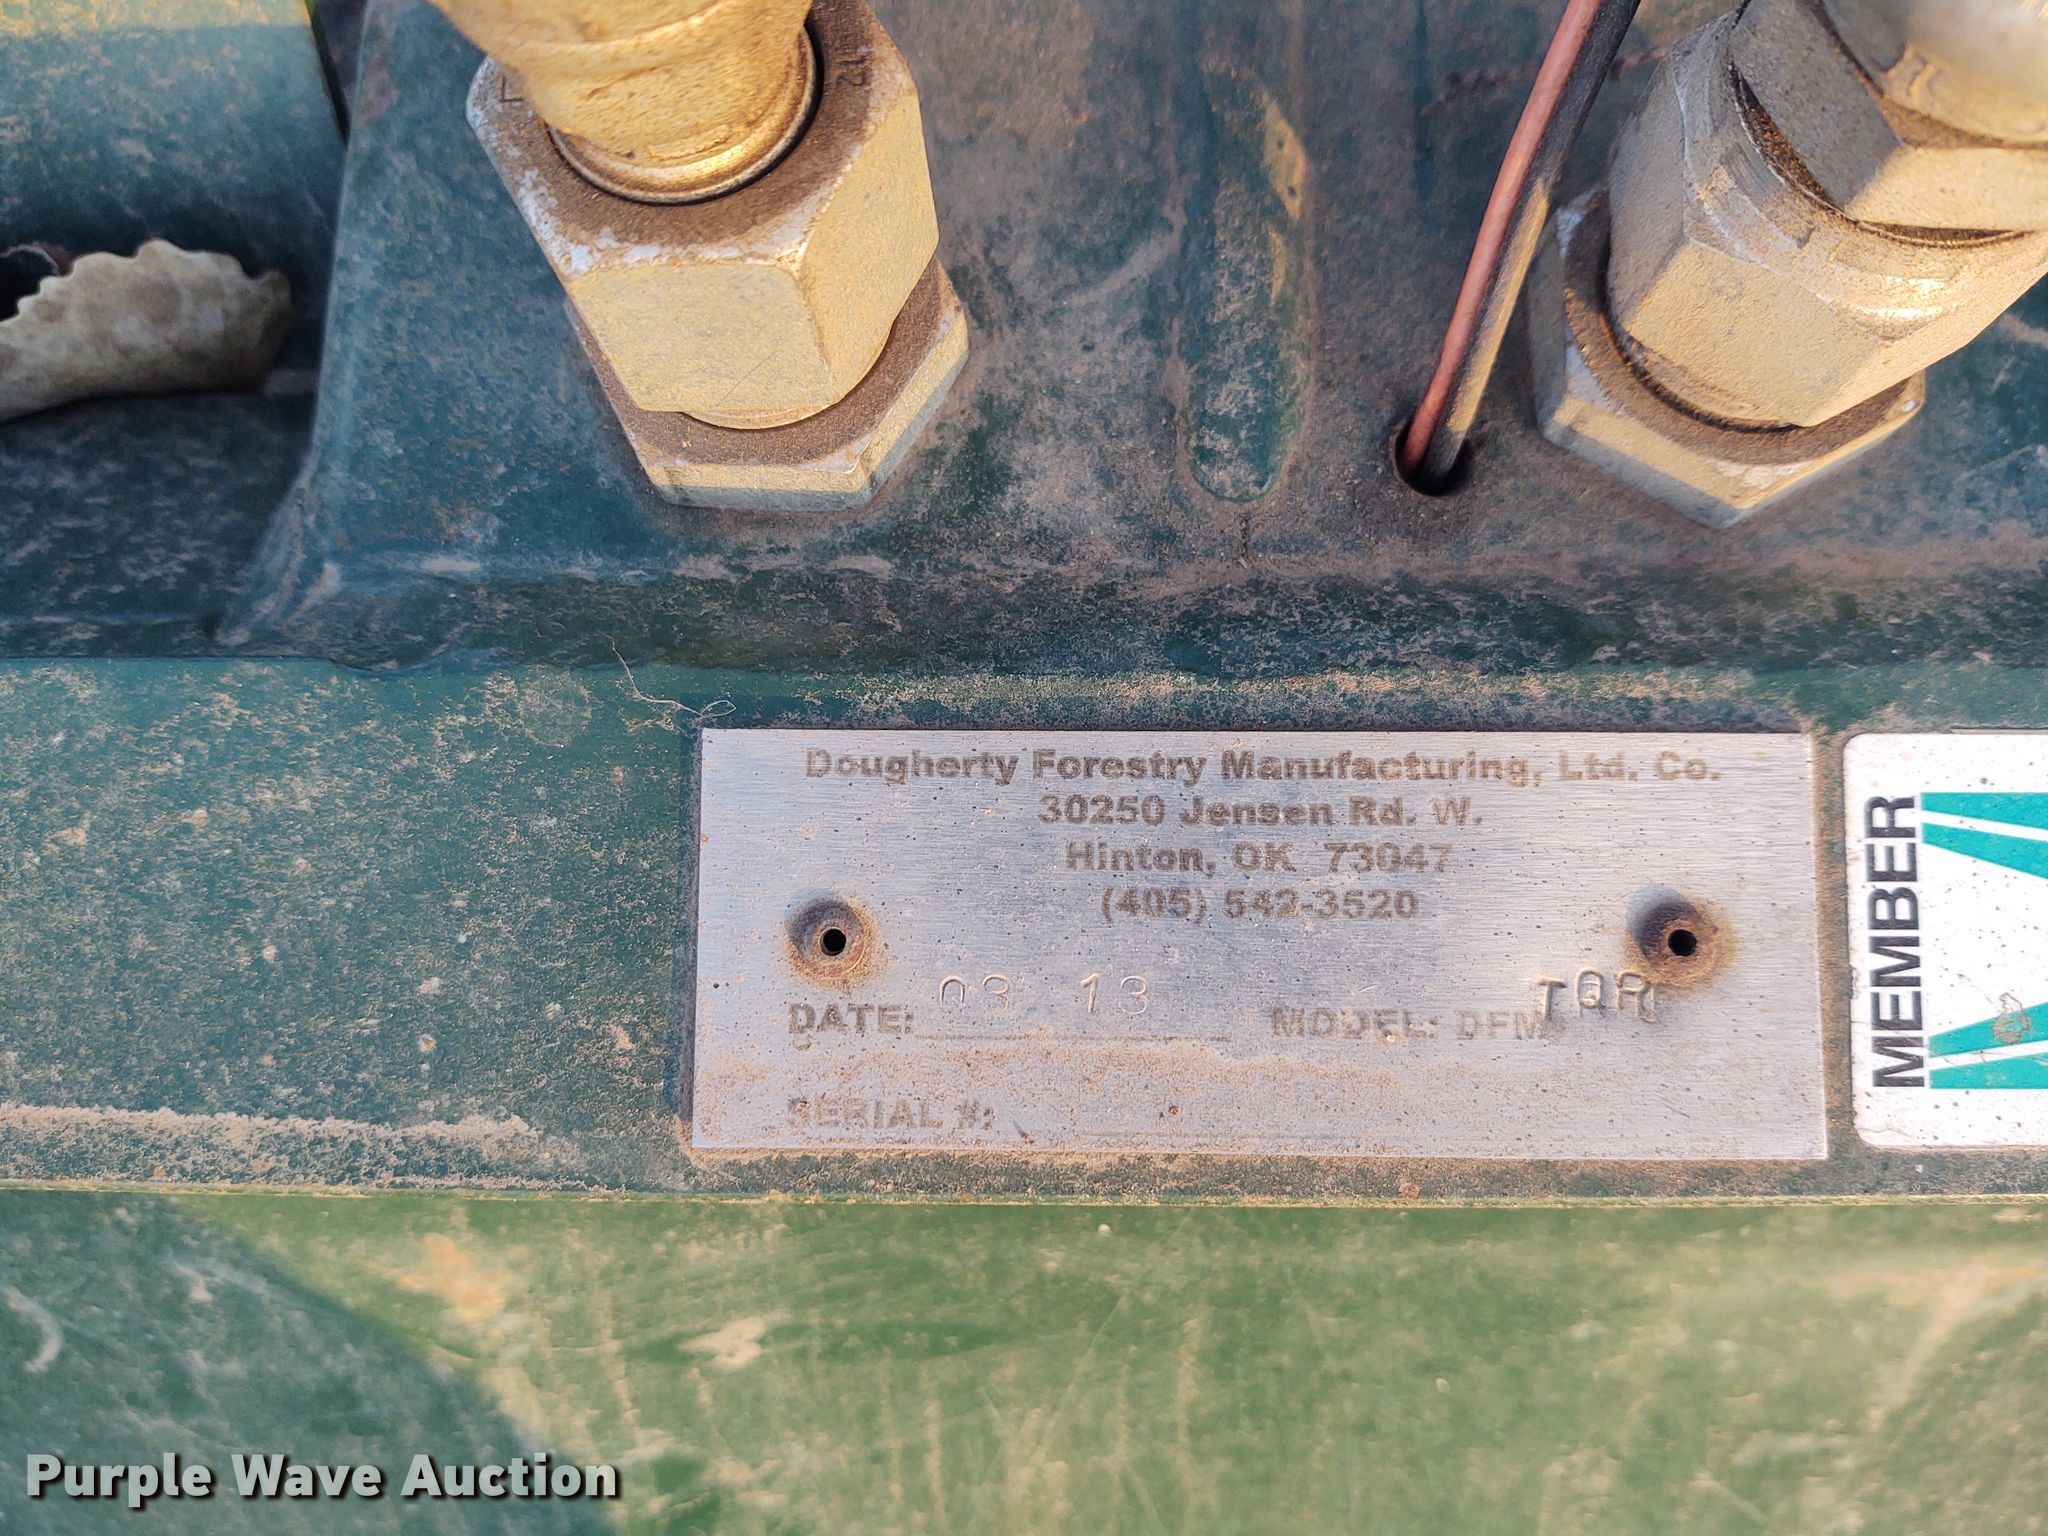 Dougherty Forestry Manufacturing, Ltd. Co.
30250 Jensen Rd. W.
Hinton, OK 73047
(405) 542-3520
DATE: 03 13 MODEL: DFM
SERIAL #:
MEMBER
Purple Wave Auction